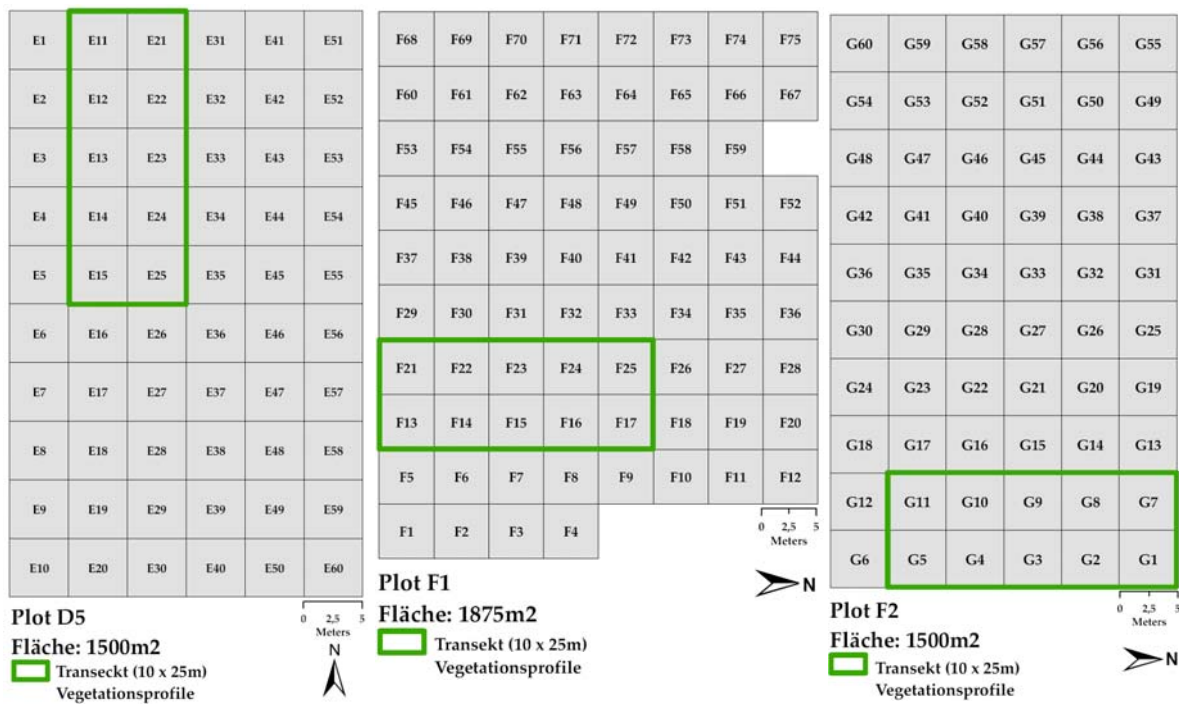 E1 E11 E21 E31 E41 E51
E2 E12 E22 E32 E42 E52
E3 E13 E23 E33 E43 E53
E4 E14 E24 E34 E44 E54
E5 E15 E25 E35 E45 E55
E6 E16 E26 E36 E46 E56
E7 E17 E27 E37 E47 E57
E8 E18 E28 E38 E48 E58
E9 E19 E29 E39 E49 E59
E10 E20 E30 E40 E50 E60
Plot D5
Fläche: 1500m2
Transeckt (10 x 25m)
Vegetationsprofile
0 2,5 5
Meters
N
F68 F69 F70 F71 F72 F73 F74 F75
F60 F61 F62 F63 F64 F65 F66 F67
F53 F54 F55 F56 F57 F58 F59
F45 F46 F47 F48 F49 F50 F51 F52
F37 F38 F39 F40 F41 F42 F43 F44
F29 F30 F31 F32 F33 F34 F35 F36
F21 F22 F23 F24 F25 F26 F27 F28
F13 F14 F15 F16 F17 F18 F19 F20
F5 F6 F7 F8 F9 F10 F11 F12
F1 F2 F3 F4
0 2,5 5
Meters
N
Plot F1
Fläche: 1875m2
Transekt (10 x 25m)
Vegetationsprofile
G60 G59 G58 G57 G56 G55
G54 G53 G52 G51 G50 G49
G48 G47 G46 G45 G44 G43
G42 G41 G40 G39 G38 G37
G36 G35 G34 G33 G32 G31
G30 G29 G28 G27 G26 G25
G24 G23 G22 G21 G20 G19
G18 G17 G16 G15 G14 G13
G12 G11 G10 G9 G8 G7
G6 G5 G4 G3 G2 G1
0 2,5 5
Meters
N
Plot F2
Fläche: 1500m2
Transekt (10 x 25m)
Vegetationsprofile